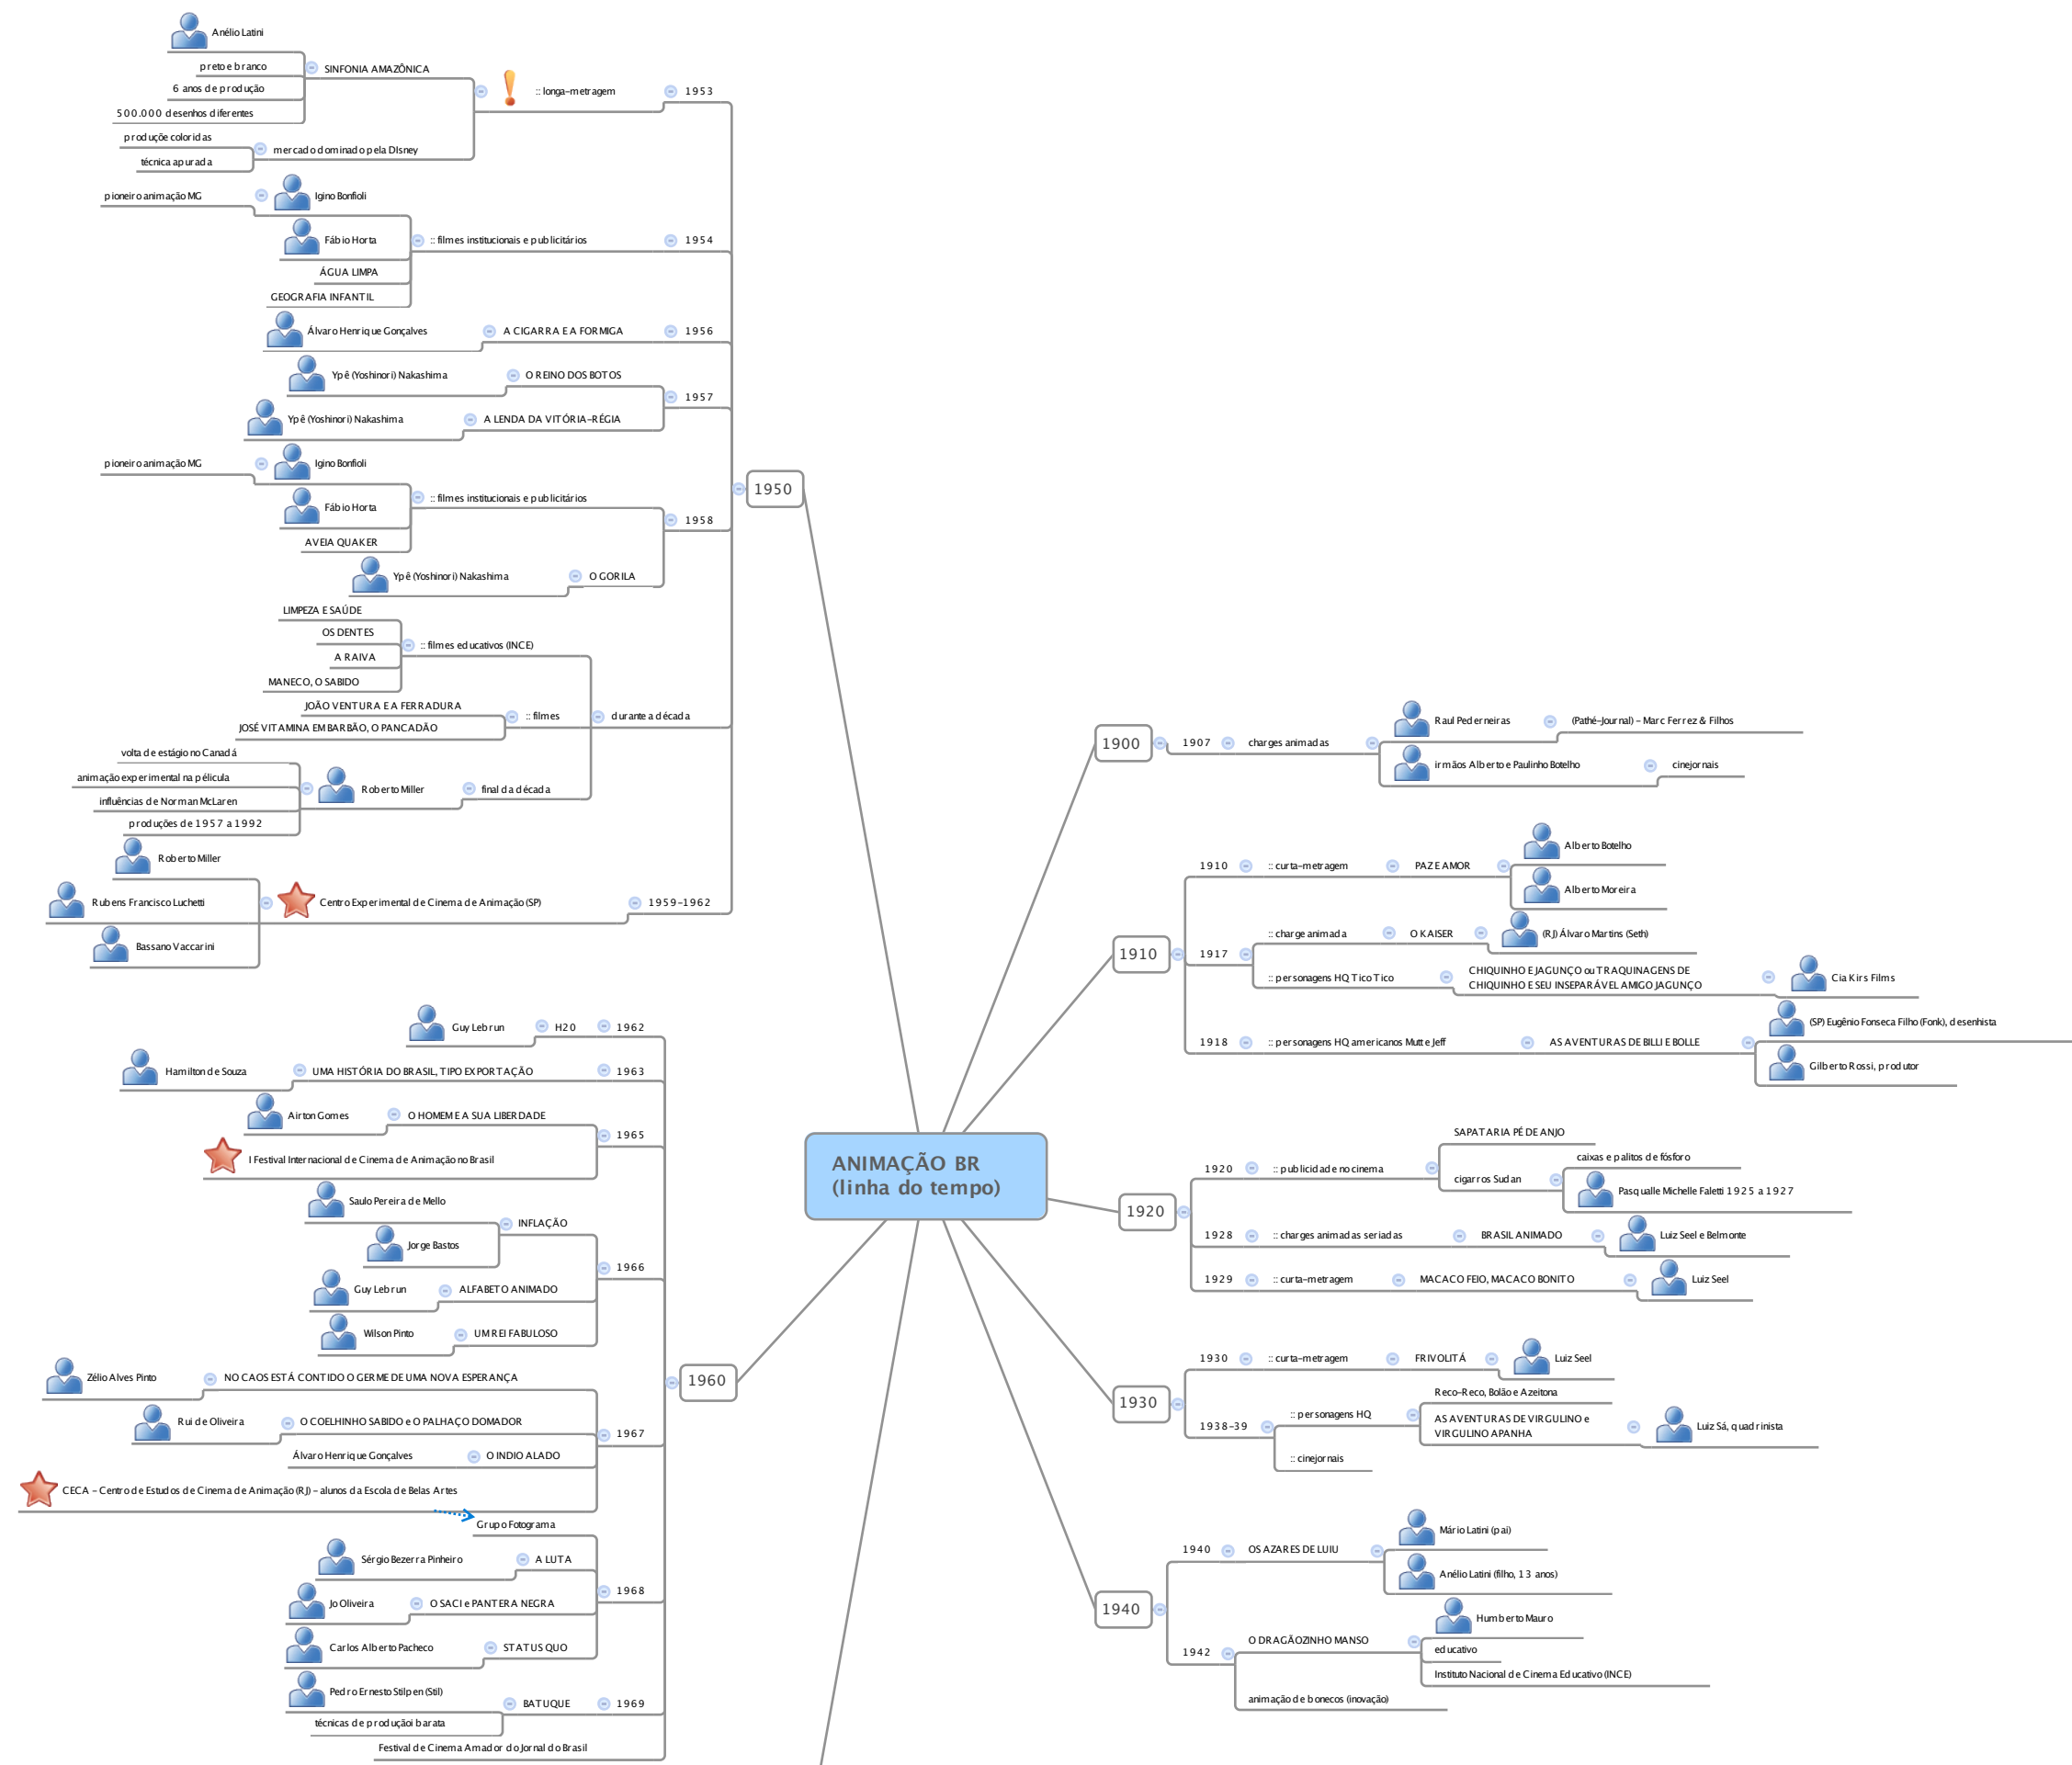 ANIMAÇÃO BR
(linha do tempo)
1900
1907
charges animadas
Raul Pederneiras
(Pathé-Journal) - Marc Ferrez & Filhos
irmãos Alberto e Paulinho Botelho
cinejornais
1910
1910
:: curta-metragem
PAZ E AMOR
Alberto Botelho
Alberto Moreira
1917
:: charge animada
O KAISER
(RJ) Álvaro Martins (Seth)
:: personagens HQ Tico Tico
CHIQUINHO E JAGUNÇO ou TRAQUINAGENS DE
CHIQUINHO E SEU INSEPARÁVEL AMIGO JAGUNÇO
Cia Kirs Films
1918
:: personagens HQ americanos Mutt e Jeff
AS AVENTURAS DE BILLI E BOLLE
(SP) Eugênio Fonseca Filho (Fonk), desenhista
Gilberto Rossi, produtor
1920
1920
:: publicidade no cinema
SAPATARIA PÉ DE ANJO
cigarros Sudan
caixas e palitos de fósforo
Pasqualle Michelle Faletti 1925 a 1927
1928
:: charges animadas seriadas
BRASIL ANIMADO
Luiz Seel e Belmonte
1929
:: curta-metragem
MACACO FEIO, MACACO BONITO
Luiz Seel
1930
1930
:: curta-metragem
FRIVOLITÁ
Luiz Seel
1938-39
:: personagens HQ
Reco-Reco, Bolão e Azeitona
AS AVENTURAS DE VIRGULINO e
VIRGULINO APANHA
Luiz Sá, quadrinista
:: cinejornais
1940
1940
OS AZARES DE LUIU
Mário Latini (pai)
Anélio Latini (filho, 13 anos)
1942
O DRAGÃOZINHO MANSO
Humberto Mauro
educativo
Instituto Nacional de Cinema Educativo (INCE)
animação de bonecos (inovação)
1950
1953
:: longa-metragem
SINFONIA AMAZÔNICA
Anélio Latini
preto e branco
6 anos de produção
500.000 desenhos diferentes
mercado dominado pela DIsney
produçõe coloridas
técnica apurada
1954
:: filmes institucionais e publicitários
Igino Bonfioli
pioneiro animação MG
Fábio Horta
ÁGUA LIMPA
GEOGRAFIA INFANTIL
1956
A CIGARRA E A FORMIGA
Álvaro Henrique Gonçalves
1957
O REINO DOS BOTOS
Ypê (Yoshinori) Nakashima
A LENDA DA VITÓRIA-RÉGIA
Ypê (Yoshinori) Nakashima
1958
:: filmes institucionais e publicitários
Igino Bonfioli
pioneiro animação MG
Fábio Horta
AVEIA QUAKER
O GORILA
Ypê (Yoshinori) Nakashima
durante a década
:: filmes educativos (INCE)
LIMPEZA E SAÚDE
OS DENTES
A RAIVA
MANECO, O SABIDO
:: filmes
JOÃO VENTURA E A FERRADURA
JOSÉ VITAMINA EM BARBÃO, O PANCADÃO
final da década
Roberto Miller
volta de estágio no Canadá
animação experimental na pélicula
influências de Norman McLaren
produções de 1957 a 1992
1959-1962
Centro Experimental de Cinema de Animação (SP)
Roberto Miller
Rubens Francisco Luchetti
Bassano Vaccarini
1960
1962
H20
Guy Lebrun
1963
UMA HISTÓRIA DO BRASIL, TIPO EXPORTAÇÃO
Hamilton de Souza
1965
O HOMEM E A SUA LIBERDADE
Airton Gomes
I Festival Internacional de Cinema de Animação no Brasil
1966
INFLAÇÃO
Saulo Pereira de Mello
Jorge Bastos
ALFABETO ANIMADO
Guy Lebrun
UM REI FABULOSO
Wilson Pinto
1967
NO CAOS ESTÁ CONTIDO O GERME DE UMA NOVA ESPERANÇA
Zélio Alves Pinto
O COELHINHO SABIDO e O PALHAÇO DOMADOR
Rui de Oliveira
O INDIO ALADO
Álvaro Henrique Gonçalves
CECA - Centro de Estudos de Cinema de Animação (RJ) - alunos da Escola de Belas Artes
1968
Grupo Fotograma
A LUTA
Sérgio Bezerra Pinheiro
O SACI e PANTERA NEGRA
Jo Oliveira
STATUS QUO
Carlos Alberto Pacheco
1969
BATUQUE
Pedro Ernesto Stilpen (Stil)
técnicas de produçãoi barata
Festival de Cinema Amador do Jornal do Brasil